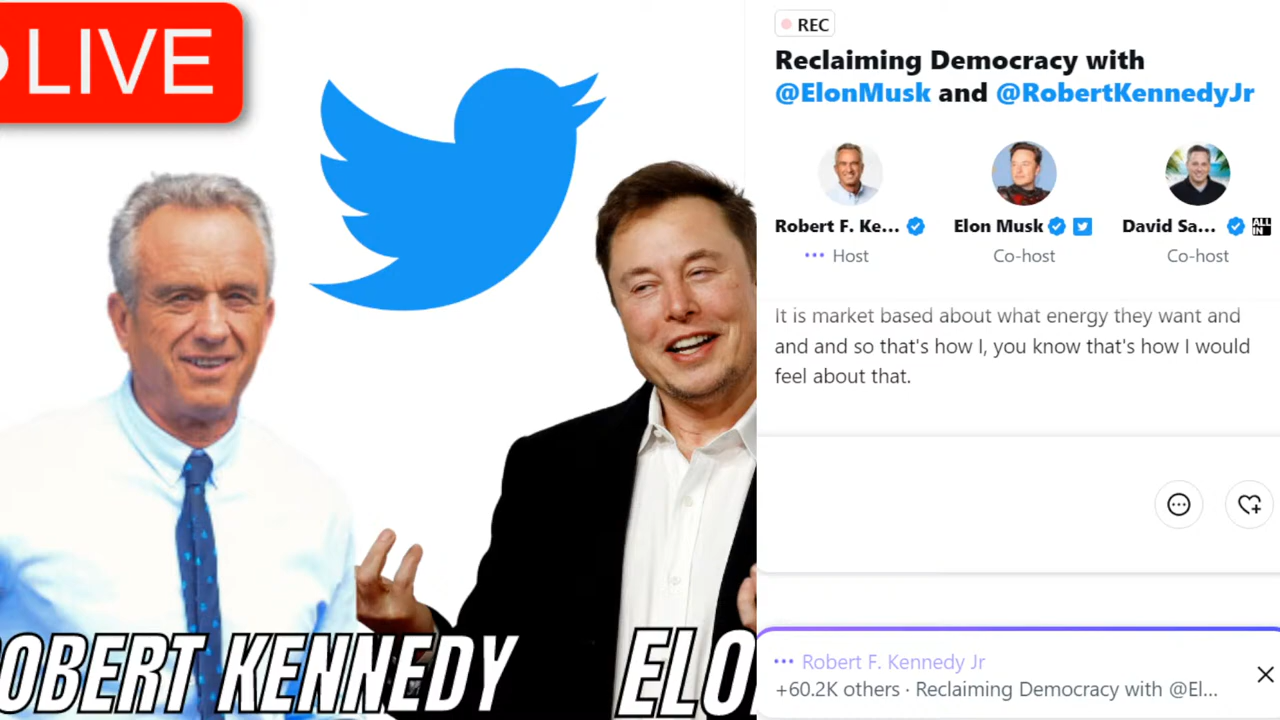 LIVE
OBERT KENNEDY
ELO
REC
Reclaiming Democracy with
@ElonMusk and @RobertKennedyJr
Robert F. Ke...
Elon Musk
David Sa...
ALL
IN
Host
Co-host
Co-host
It is market based about what energy they want and
and and so that's how I, you know that's how I would
feel about that.
Robert F. Kennedy Jr
+60.2K others · Reclaiming Democracy with @El...